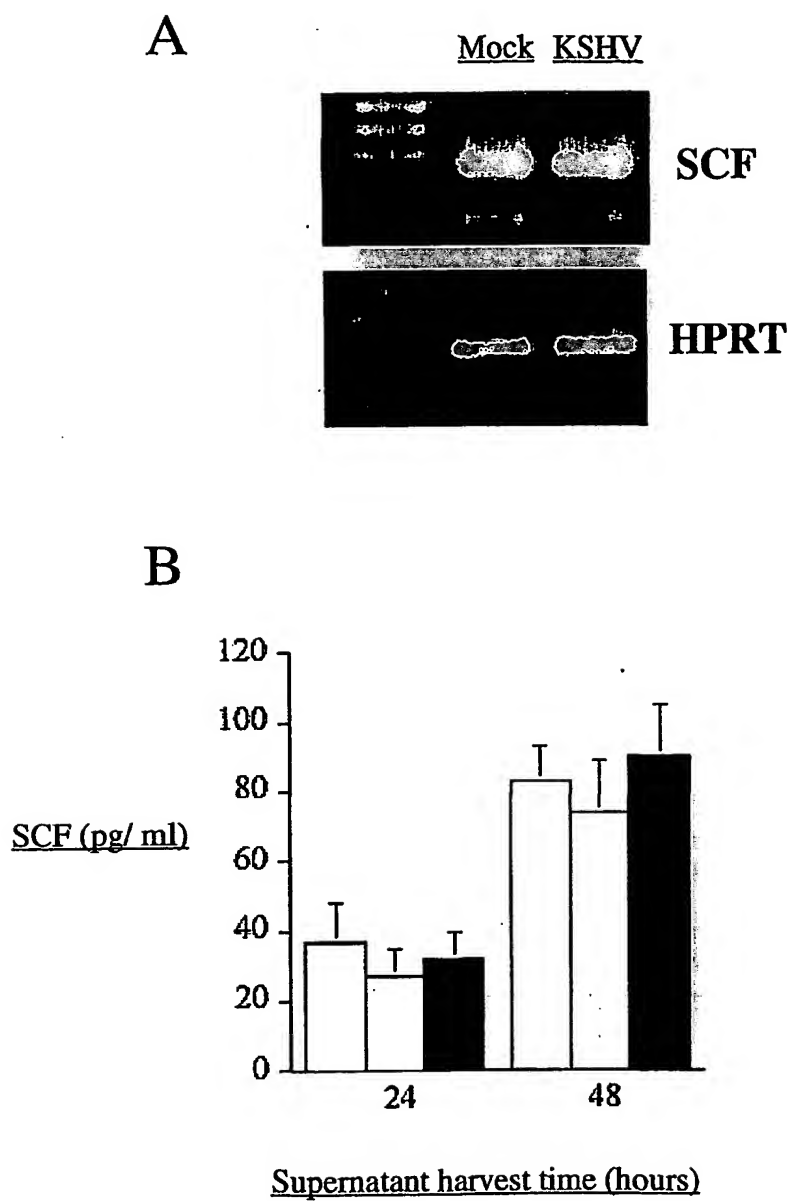 A
Mock KSHV
SCF
HPRT
B
120
100
80
60
40
20
0
SCF (pg/ ml)
24 48
Supernatant harvest time (hours)